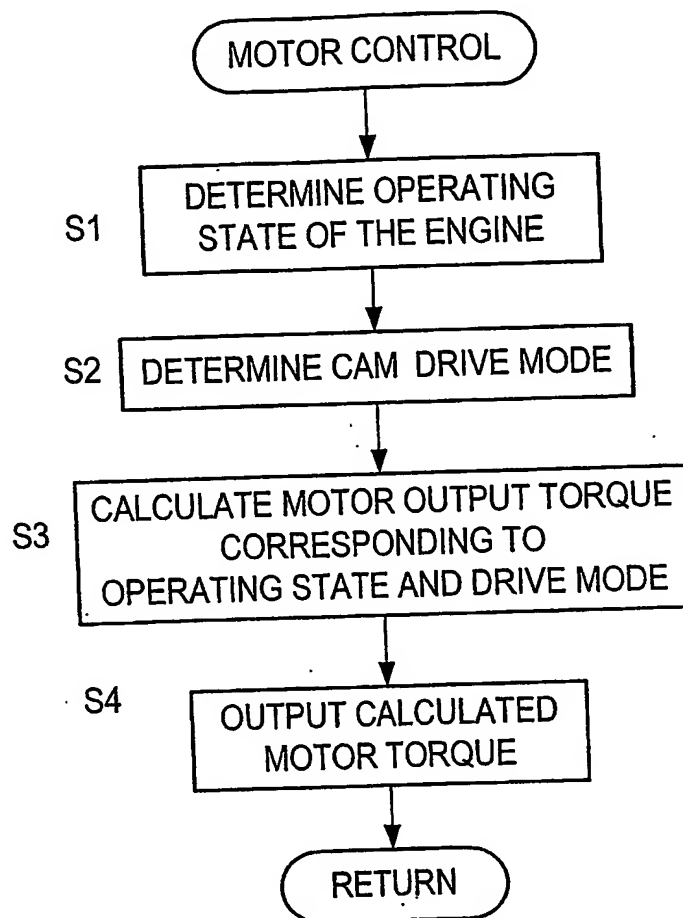 MOTOR CONTROL
S1
DETERMINE OPERATING
STATE OF THE ENGINE
S2
DETERMINE CAM DRIVE MODE
S3
CALCULATE MOTOR OUTPUT TORQUE
CORRESPONDING TO
OPERATING STATE AND DRIVE MODE
S4
OUTPUT CALCULATED
MOTOR TORQUE
RETURN